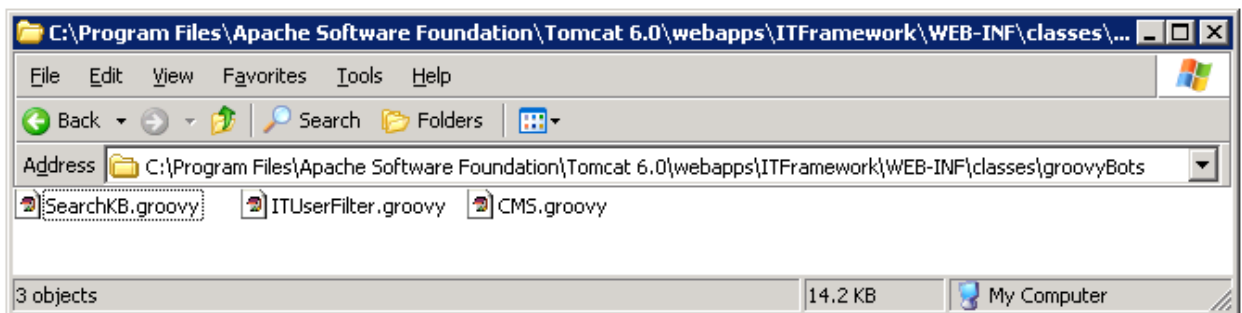 C:\Program Files\Apache Software Foundation\Tomcat 6.0\webapps\ITFramework\WEB-INF\classes\...
File Edit View Favorites Tools Help
Back Search Folders
Address C:\Program Files\Apache Software Foundation\Tomcat 6.0\webapps\ITFramework\WEB-INF\classes\groovyBots
SearchKB.groovy ITUserFilter.groovy CMS.groovy
3 objects 14.2 KB My Computer